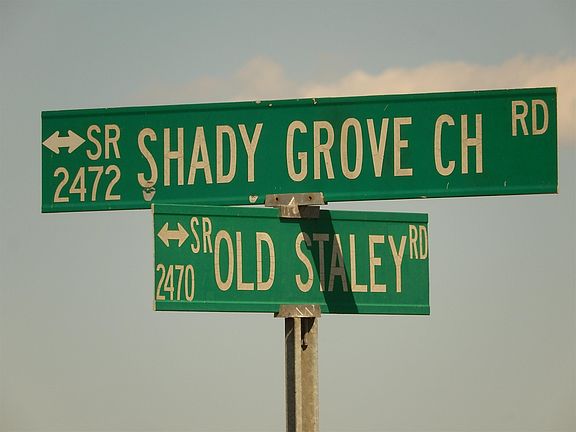 SR 2472 SHADY GROVE CH RD
SR 2470 OLD STALEY RD